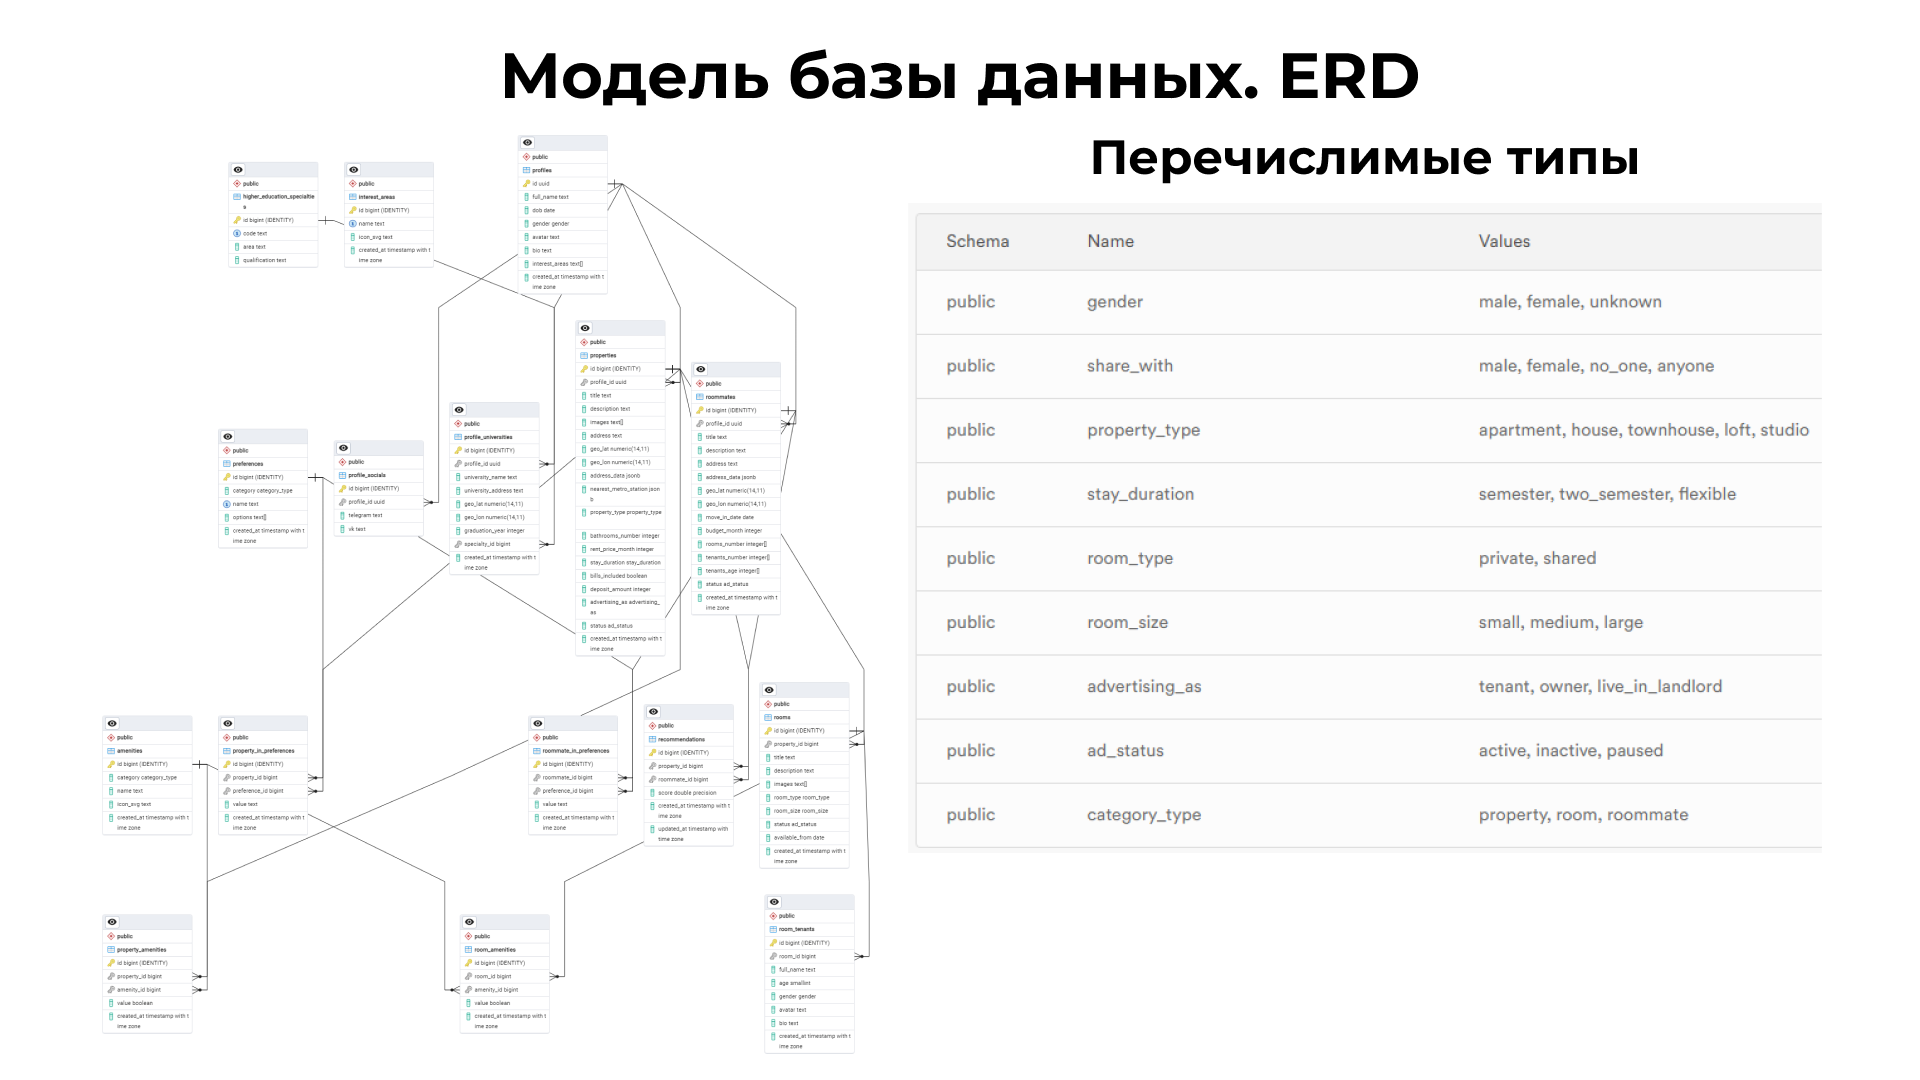 Модель базы данных. ERD
public
higher_education_specialtie
s
id bigint (IDENTITY)
code text
area text
qualification text
public
interest_areas
id bigint (IDENTITY)
name text
icon_svg text
created_at timestamp with t
ime zone
public
profiles
id uuid
full_name text
dob date
gender gender
avatar text
bio text
interest_areas text[]
created_at timestamp with t
ime zone
public
properties
id bigint (IDENTITY)
profile_id uuid
title text
description text
images text[]
address text
geo_lat numeric(14,11)
geo_lon numeric(14,11)
address_data jsonb
nearest_metro_station json
b
property_type property_type
bathrooms_number integer
rent_price_month integer
stay_duration stay_duration
bills_included boolean
deposit_amount integer
advertising_as advertising_
as
status ad_status
created_at timestamp with t
ime zone
public
roommates
id bigint (IDENTITY)
profile_id uuid
title text
description text
address text
address_data jsonb
geo_lat numeric(14,11)
geo_lon numeric(14,11)
move_in_date date
budget_month integer
rooms_number integer[]
tenants_number integer[]
tenants_age integer[]
status ad_status
created_at timestamp with t
ime zone
public
preferences
id bigint (IDENTITY)
category category_type
name text
options text[]
created_at timestamp with t
ime zone
public
profile_socials
id bigint (IDENTITY)
profile_id uuid
telegram text
vk text
public
profile_universities
id bigint (IDENTITY)
profile_id uuid
university_name text
university_address text
geo_lat numeric(14,11)
geo_lon numeric(14,11)
graduation_year integer
specialty_id bigint
created_at timestamp with t
ime zone
public
amenities
id bigint (IDENTITY)
category category_type
name text
icon_svg text
created_at timestamp with t
ime zone
public
property_in_preferences
id bigint (IDENTITY)
property_id bigint
preference_id bigint
value text
created_at timestamp with t
ime zone
public
roommate_in_preferences
id bigint (IDENTITY)
roommate_id bigint
preference_id bigint
value text
created_at timestamp with t
ime zone
public
recommendations
id bigint (IDENTITY)
property_id bigint
roommate_id bigint
score double precision
created_at timestamp with t
ime zone
updated_at timestamp with
time zone
public
rooms
id bigint (IDENTITY)
property_id bigint
title text
description text
images text[]
room_type room_type
room_size room_size
status ad_status
available_from date
created_at timestamp with t
ime zone
public
property_amenities
id bigint (IDENTITY)
property_id bigint
amenity_id bigint
value boolean
created_at timestamp with t
ime zone
public
room_amenities
id bigint (IDENTITY)
room_id bigint
amenity_id bigint
value boolean
created_at timestamp with t
ime zone
public
room_tenants
id bigint (IDENTITY)
room_id bigint
full_name text
age smallint
gender gender
avatar text
bio text
created_at timestamp with t
ime zone
Перечислимые типы
Schema Name Values
public gender male, female, unknown
public share_with male, female, no_one, anyone
public property_type apartment, house, townhouse, loft, studio
public stay_duration semester, two_semester, flexible
public room_type private, shared
public room_size small, medium, large
public advertising_as tenant, owner, live_in_landlord
public ad_status active, inactive, paused
public category_type property, room, roommate